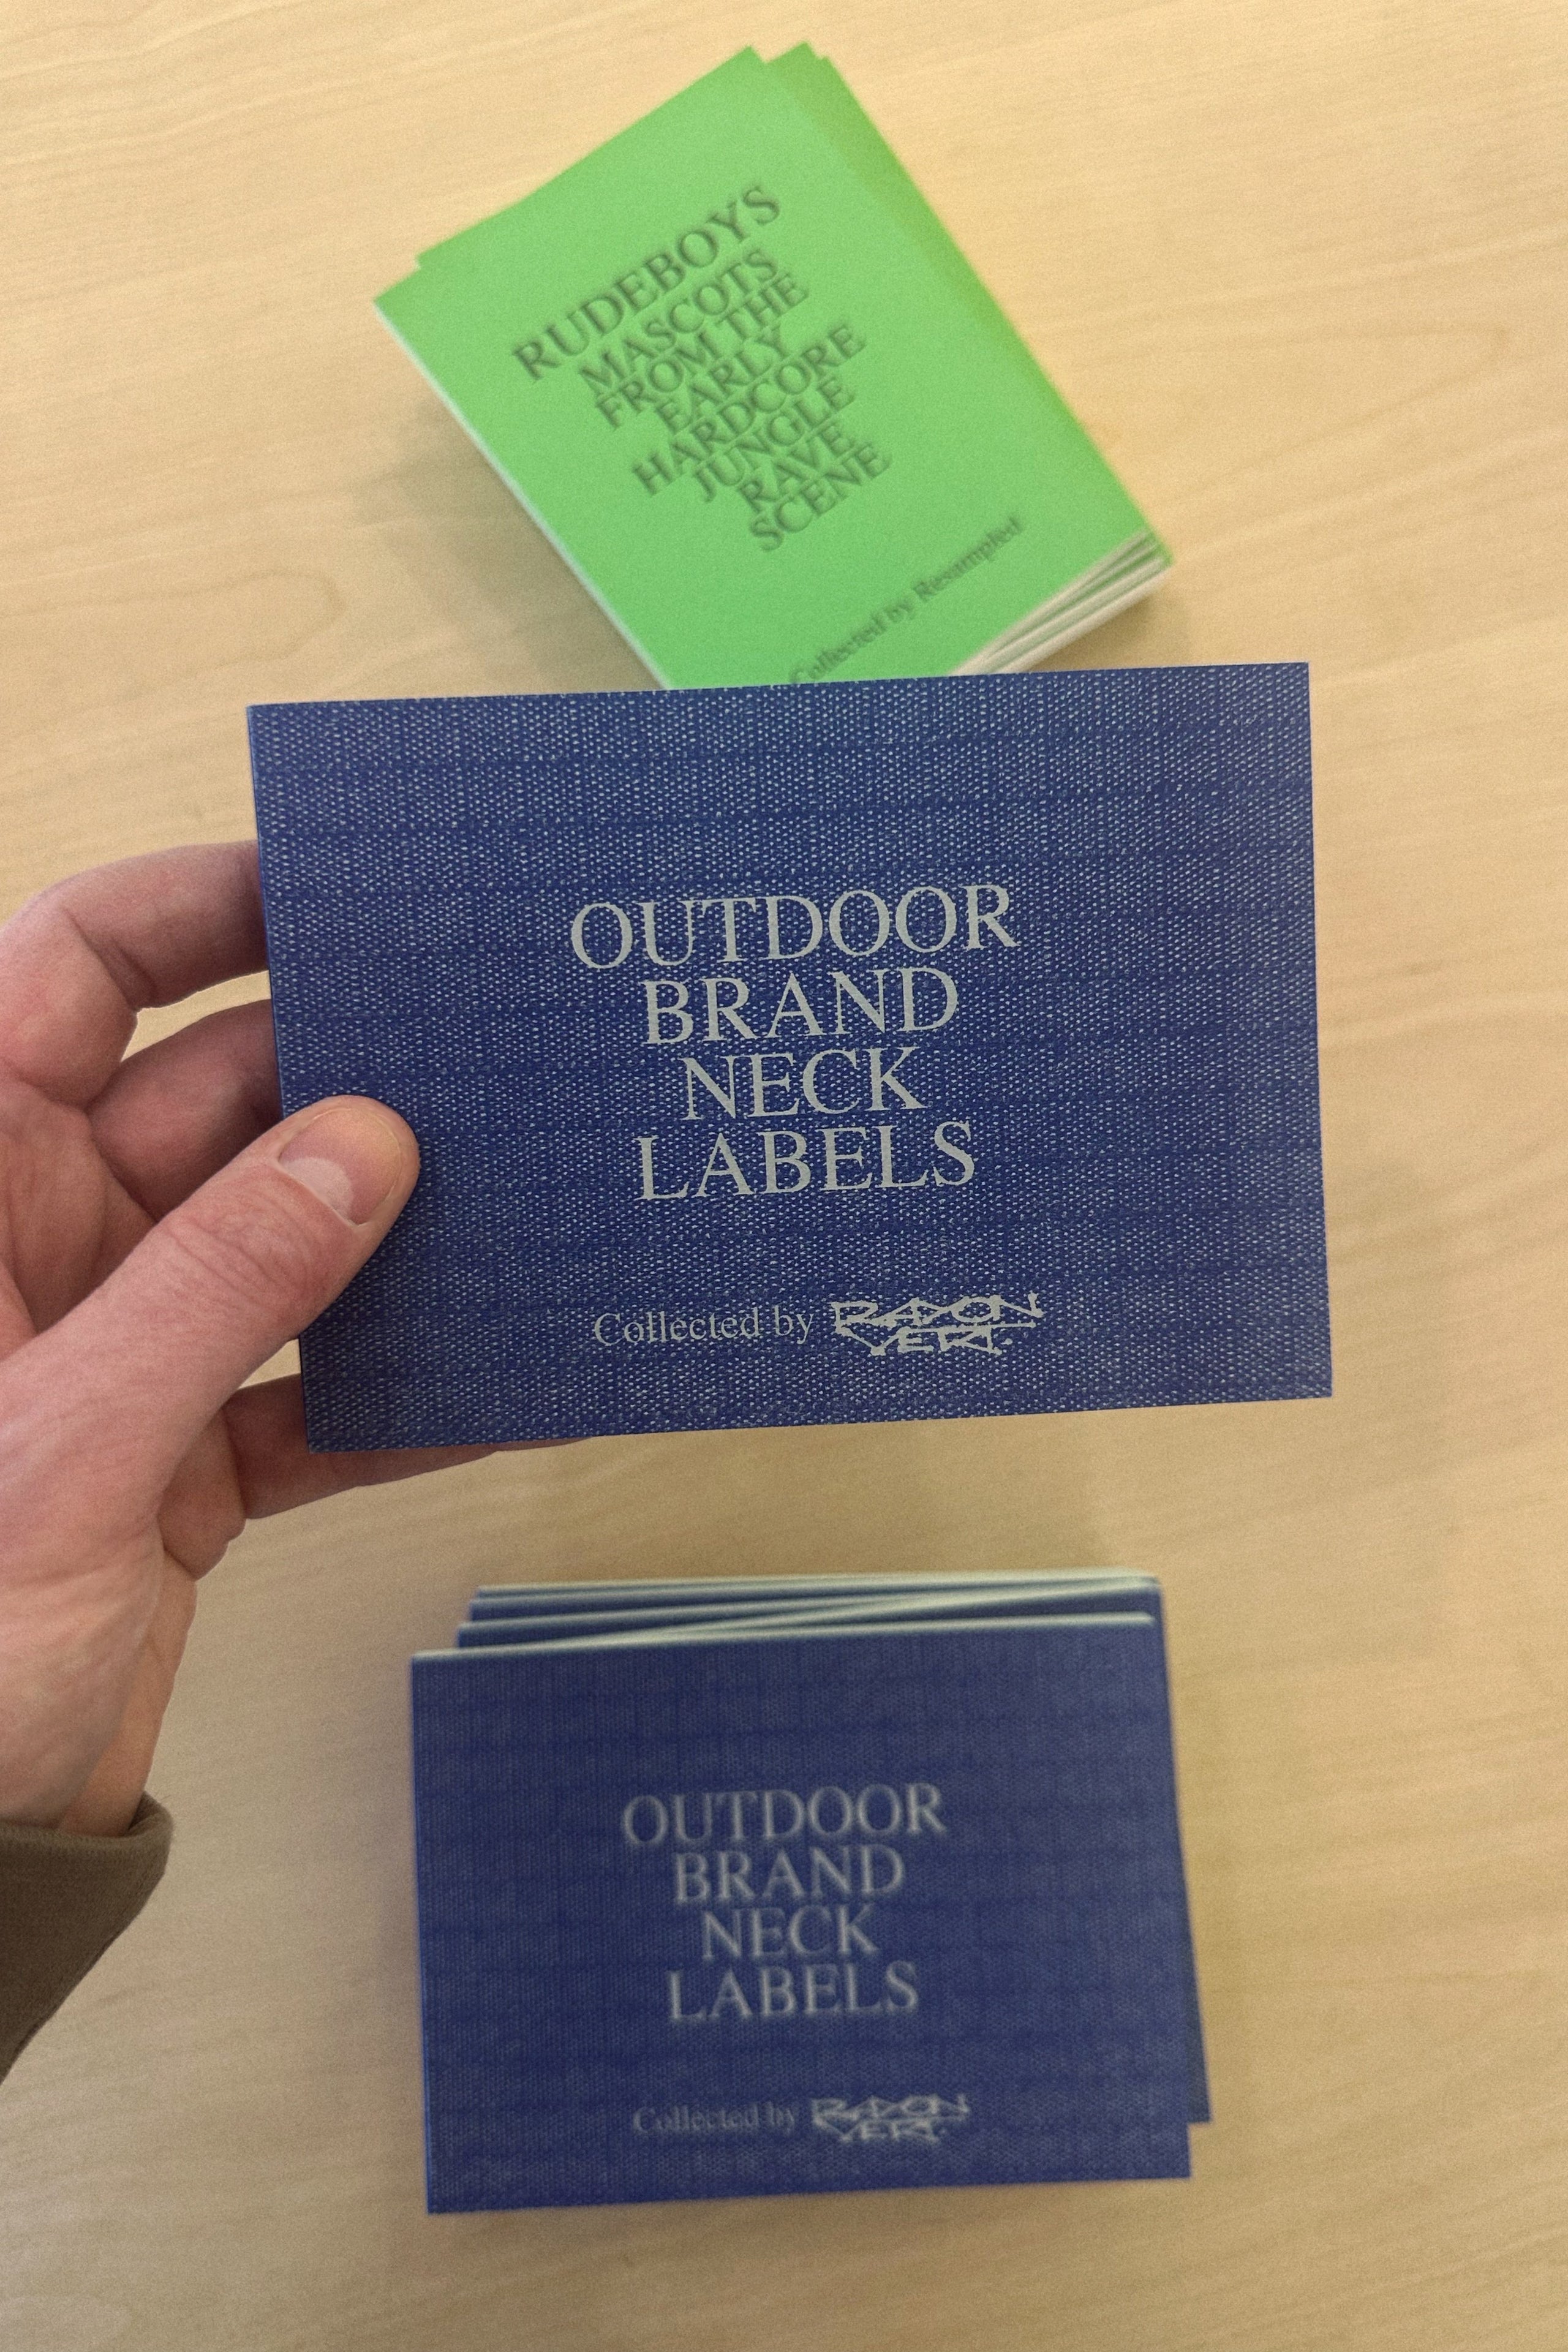 RUDEBOYS
MASCOTS
FROM THE
EARLY
HARDCORE
JUNGLE
RAVE
SCENE
Collected by Resampled
OUTDOOR
BRAND
NECK
LABELS
Collected by RAYON
VERT.
OUTDOOR
BRAND
NECK
LABELS
Collected by RAYON
VERT.